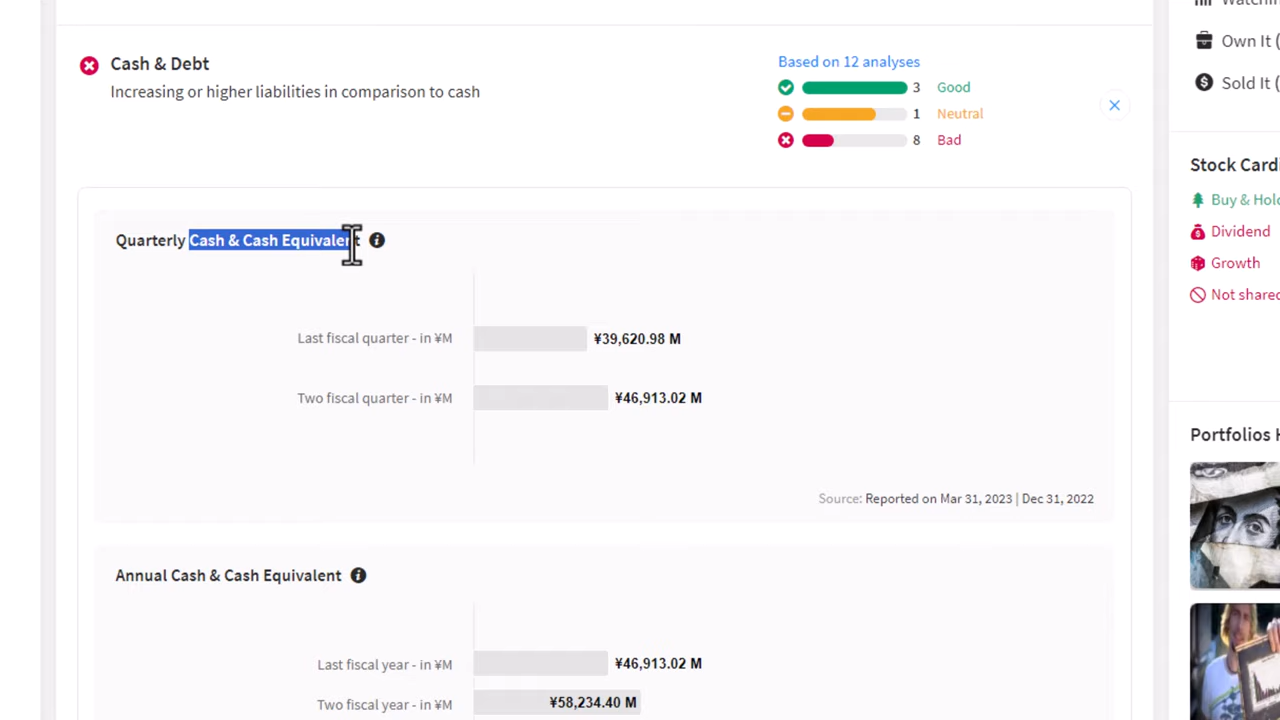 Own It (
Sold It (
Cash & Debt
Increasing or higher liabilities in comparison to cash
Based on 12 analyses
3 Good
1 Neutral
8 Bad
Quarterly Cash & Cash Equivalent
Last fiscal quarter - in ¥M ¥39,620.98 M
Two fiscal quarter - in ¥M ¥46,913.02 M
Source: Reported on Mar 31, 2023 | Dec 31, 2022
Annual Cash & Cash Equivalent
Last fiscal year - in ¥M ¥46,913.02 M
Two fiscal year - in ¥M ¥58,234.40 M
Stock Cardi
Buy & Hold
Dividend
Growth
Not shared
Portfolios H